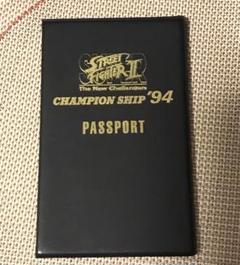 STREET
FIGHTER II
The New Challengers
CHAMPION SHIP '94
PASSPORT